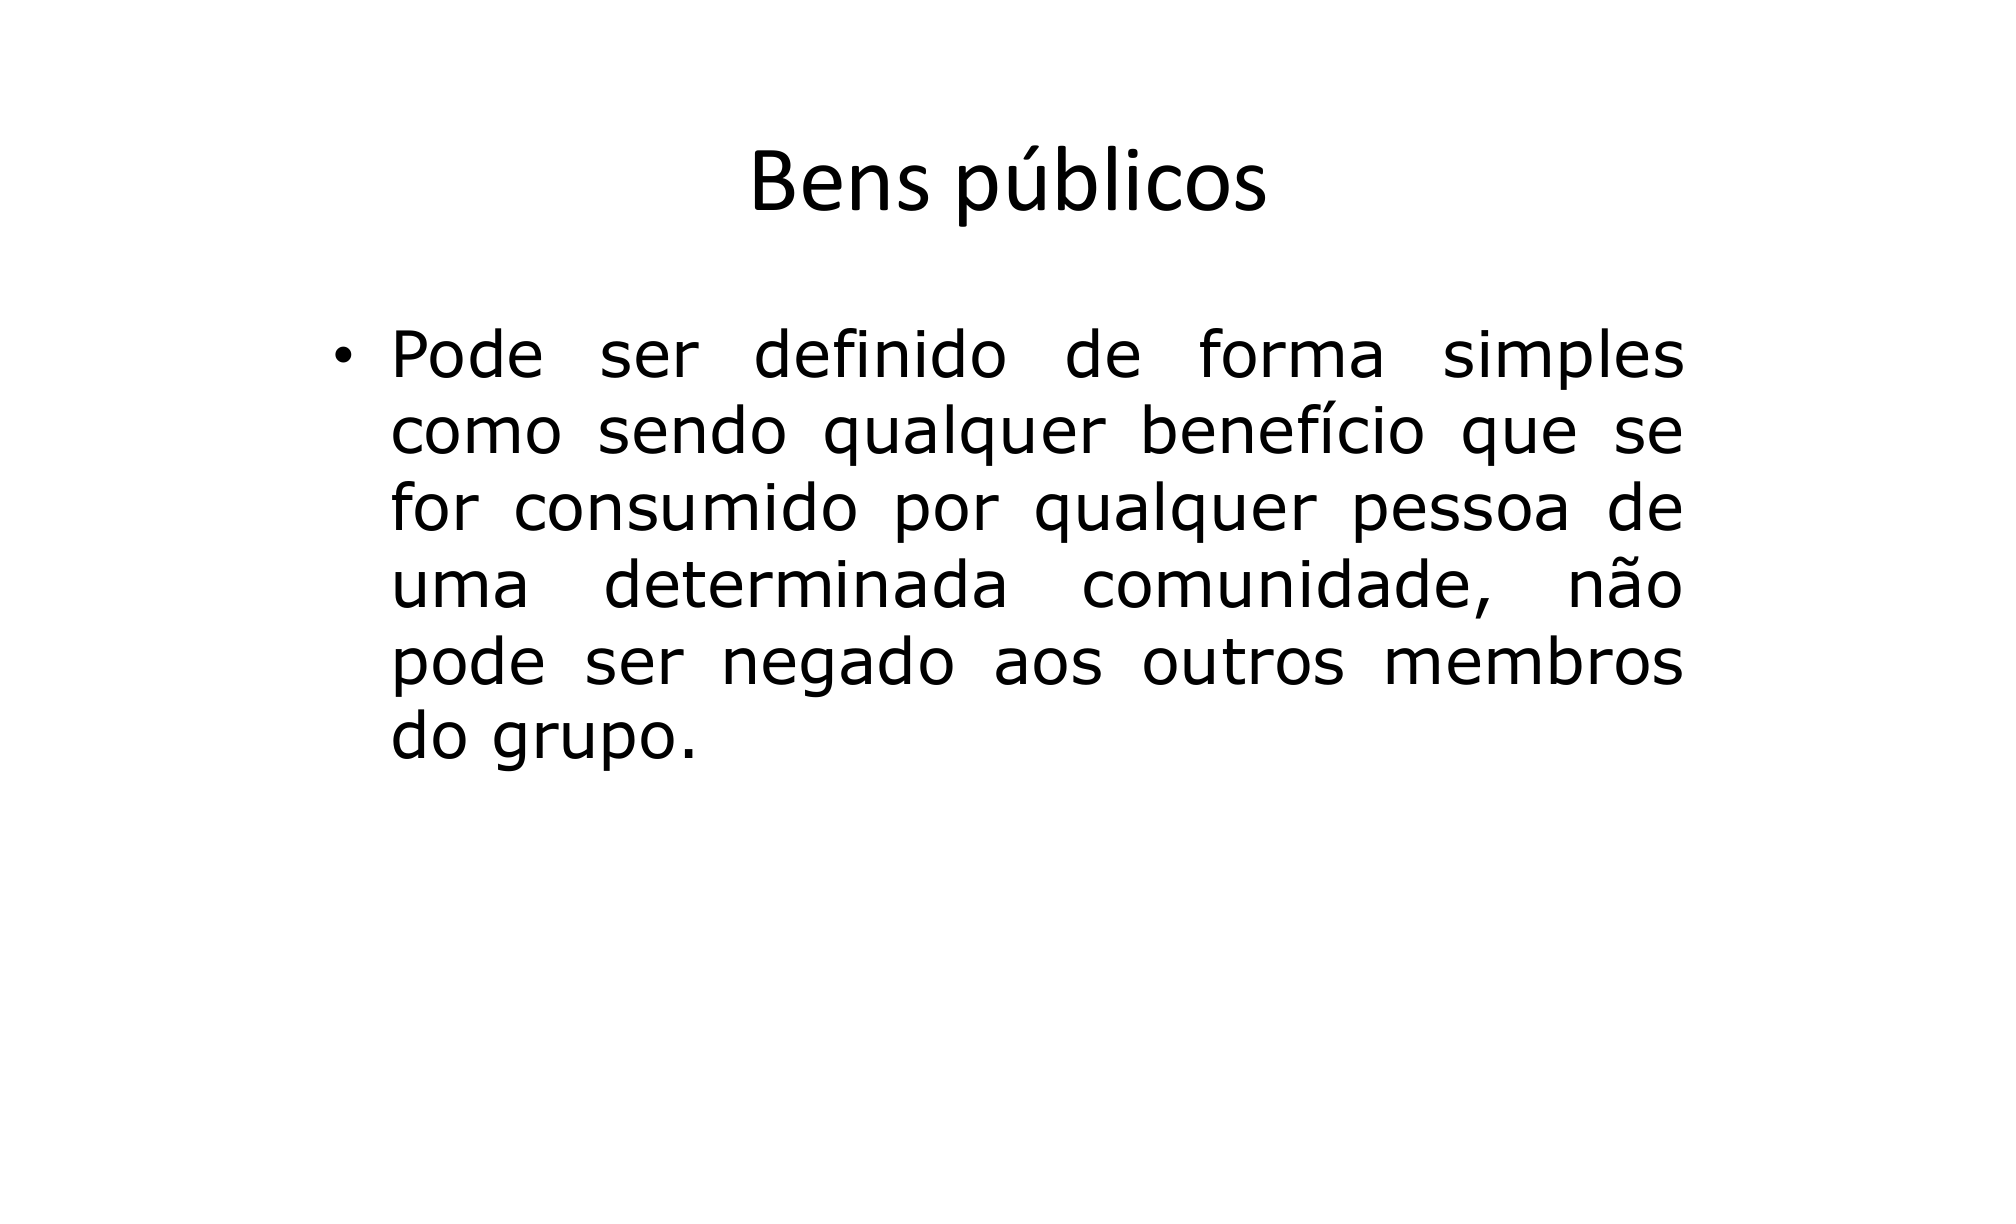 Bens públicos
• Pode ser definido de forma simples
como sendo qualquer benefício que se
for consumido por qualquer pessoa de
uma determinada comunidade, não
pode ser negado aos outros membros
do grupo.